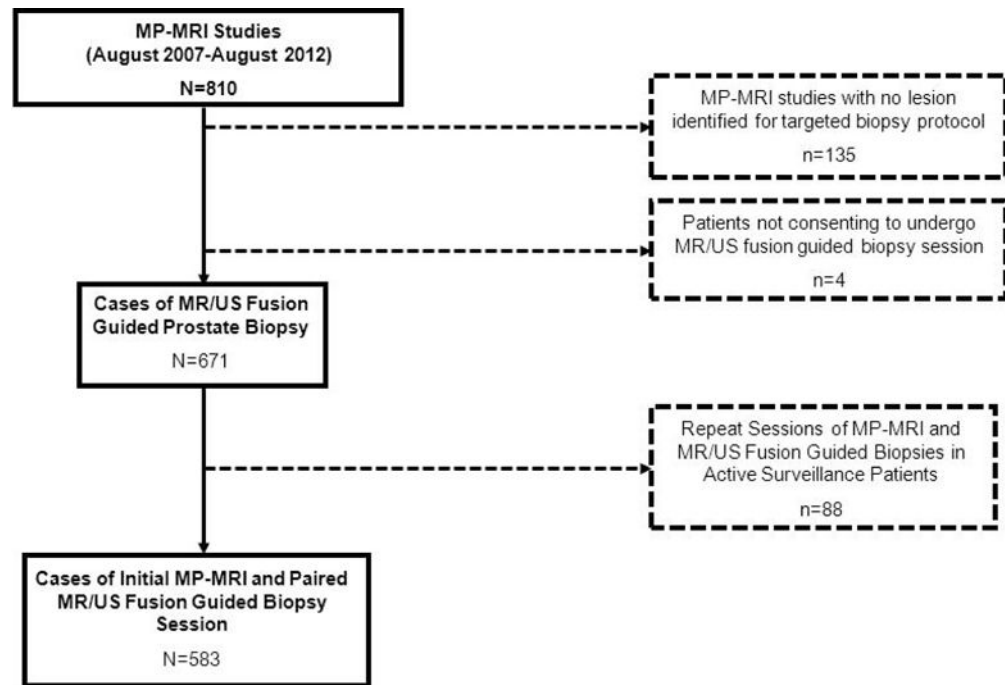 MP-MRI Studies
(August 2007-August 2012)
N=810
MP-MRI studies with no lesion
identified for targeted biopsy protocol
n=135
Patients not consenting to undergo
MR/US fusion guided biopsy session
n=4
Cases of MR/US Fusion
Guided Prostate Biopsy
N=671
Repeat Sessions of MP-MRI and
MR/US Fusion Guided Biopsies in
Active Surveillance Patients
n=88
Cases of Initial MP-MRI and Paired
MR/US Fusion Guided Biopsy
Session
N=583